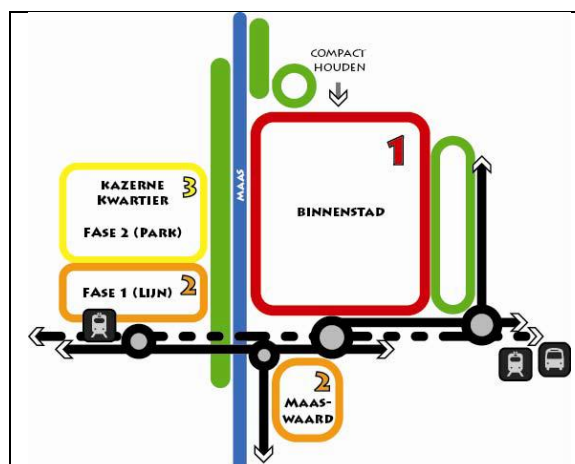 COMPACT
HOUDEN
1
KAZERNE
KWARTIER
3
FASE 2 (PARK)
MAAS
BINNENSTAD
FASE 1 (LIJN)
2
2
MAAS-
WAARD